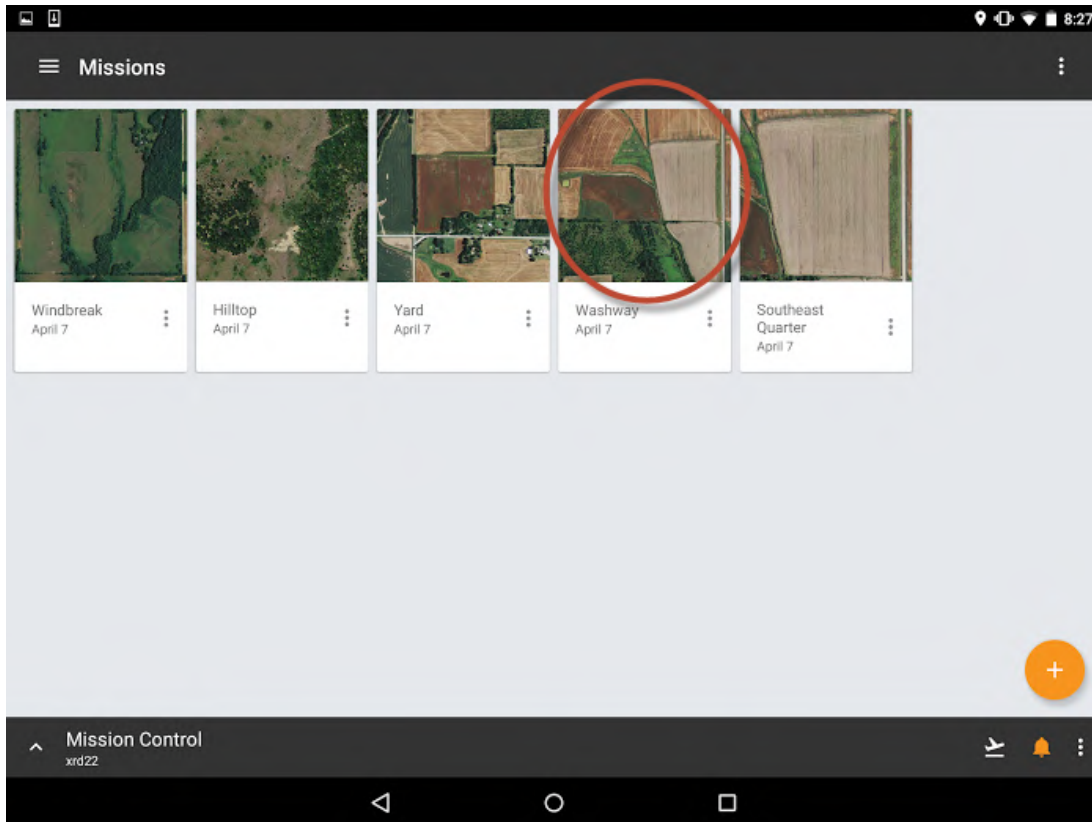 8:27
Missions
Windbreak
April 7
Hilltop
April 7
Yard
April 7
Washway
April 7
Southeast
Quarter
April 7
Mission Control
xrd22